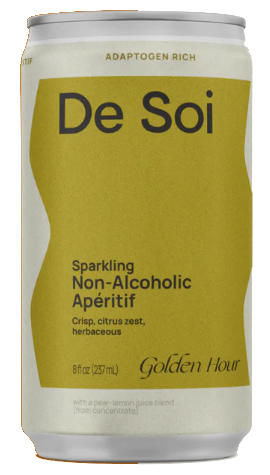 ADAPTOGEN RICH
De Soi
Sparkling
Non-Alcoholic
Apéritif
Crisp, citrus zest,
herbaceous
8 fl oz (237 mL)
Golden Hour
with a pear-lemon juice blend
(from concentrate)